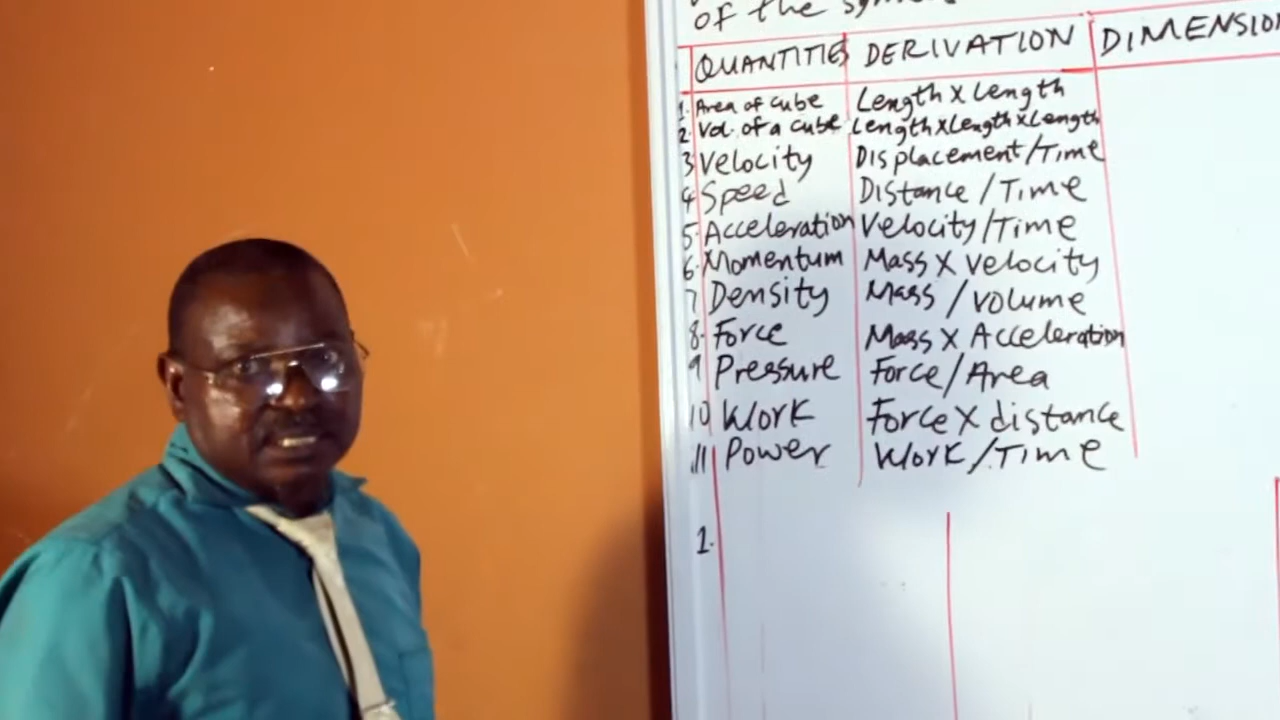 of the
QUANTITIES DERIVATION DIMENSION
1. Area of cube Length X Length
2. Vol. of a cube Length X Length X Length
3 Velocity Displacement/Time
4 Speed Distance / Time
5. Acceleration Velocity/Time
6. Momentum Mass X velocity
7 Density Mass / volume
8. Force Mass X Acceleration
9 Pressure Force/Area
10 Work Force X distance
11 Power Work/Time
1.